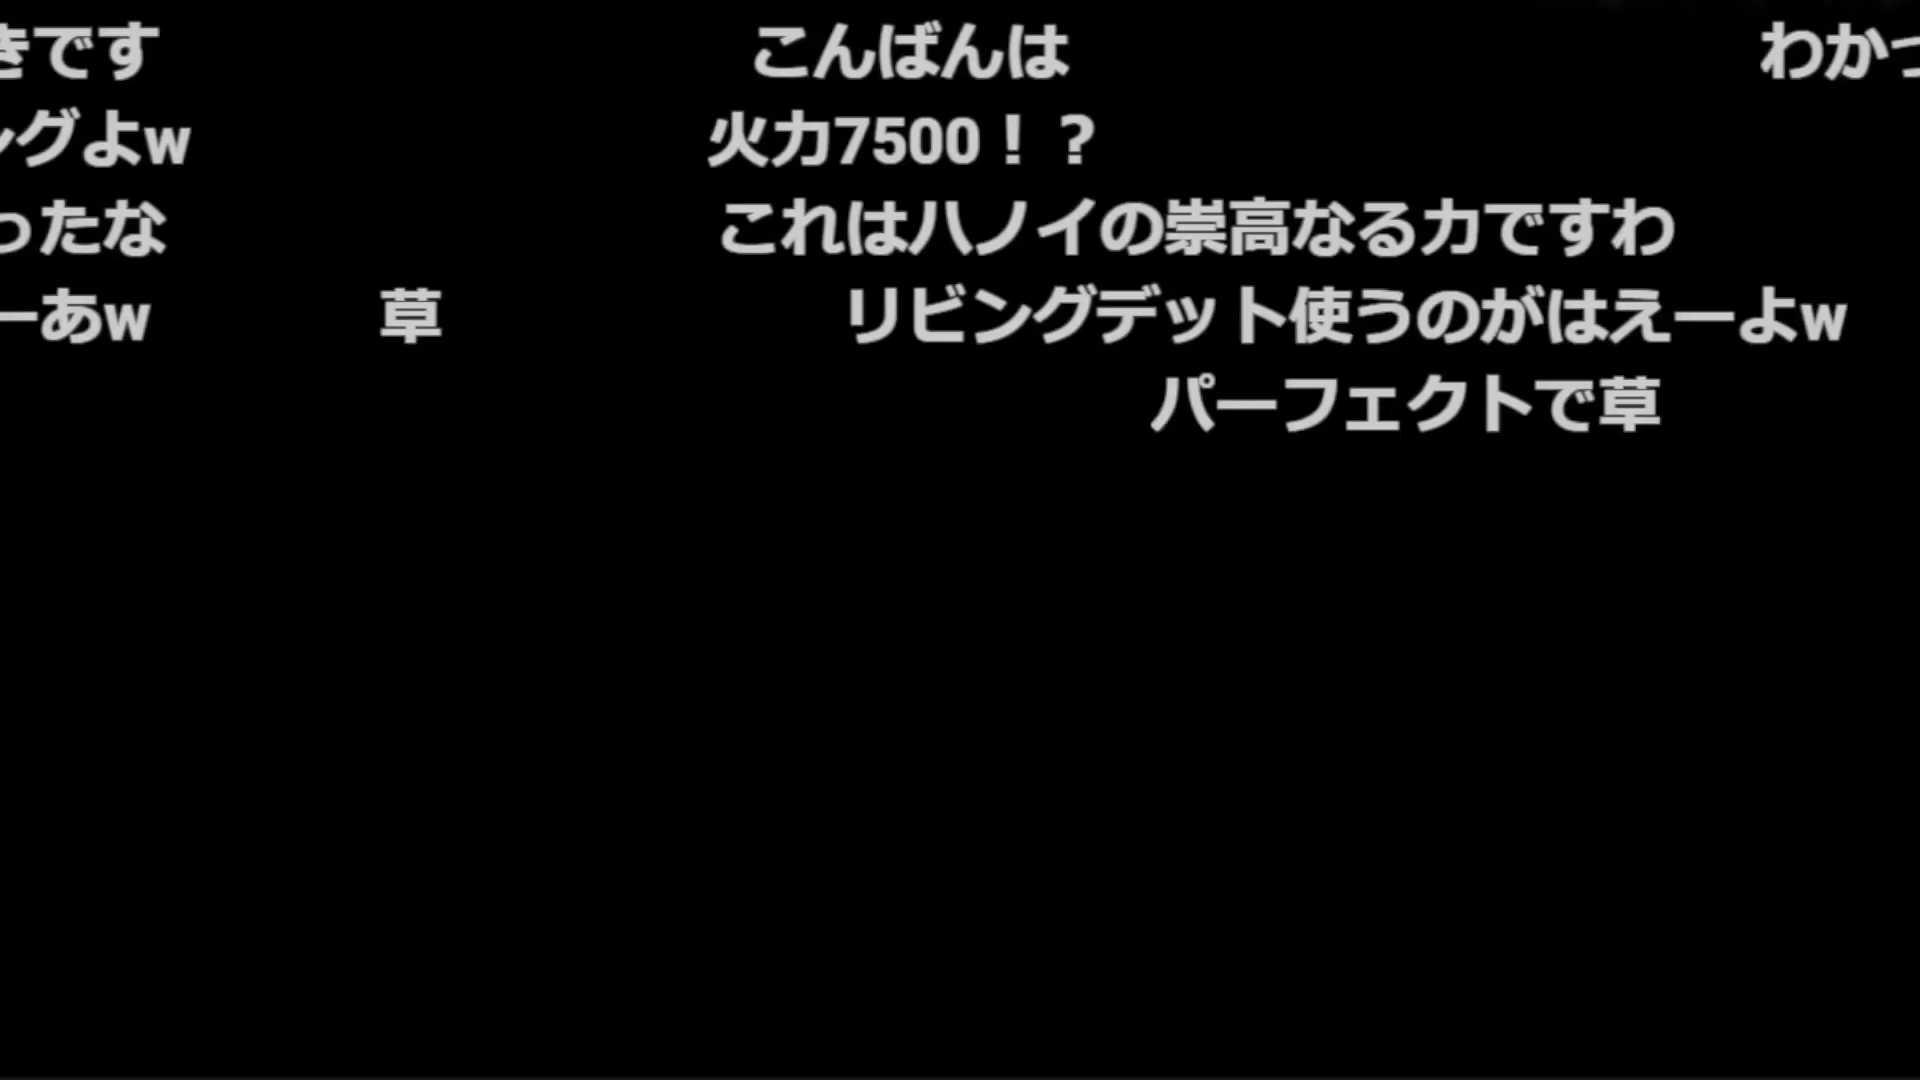 きです こんばんは わかっ
ングよw 火力7500！？
ったな これはハノイの崇高なる力ですわ
ーあw 草 リビングデット使うのがはえーよw
パーフェクトで草